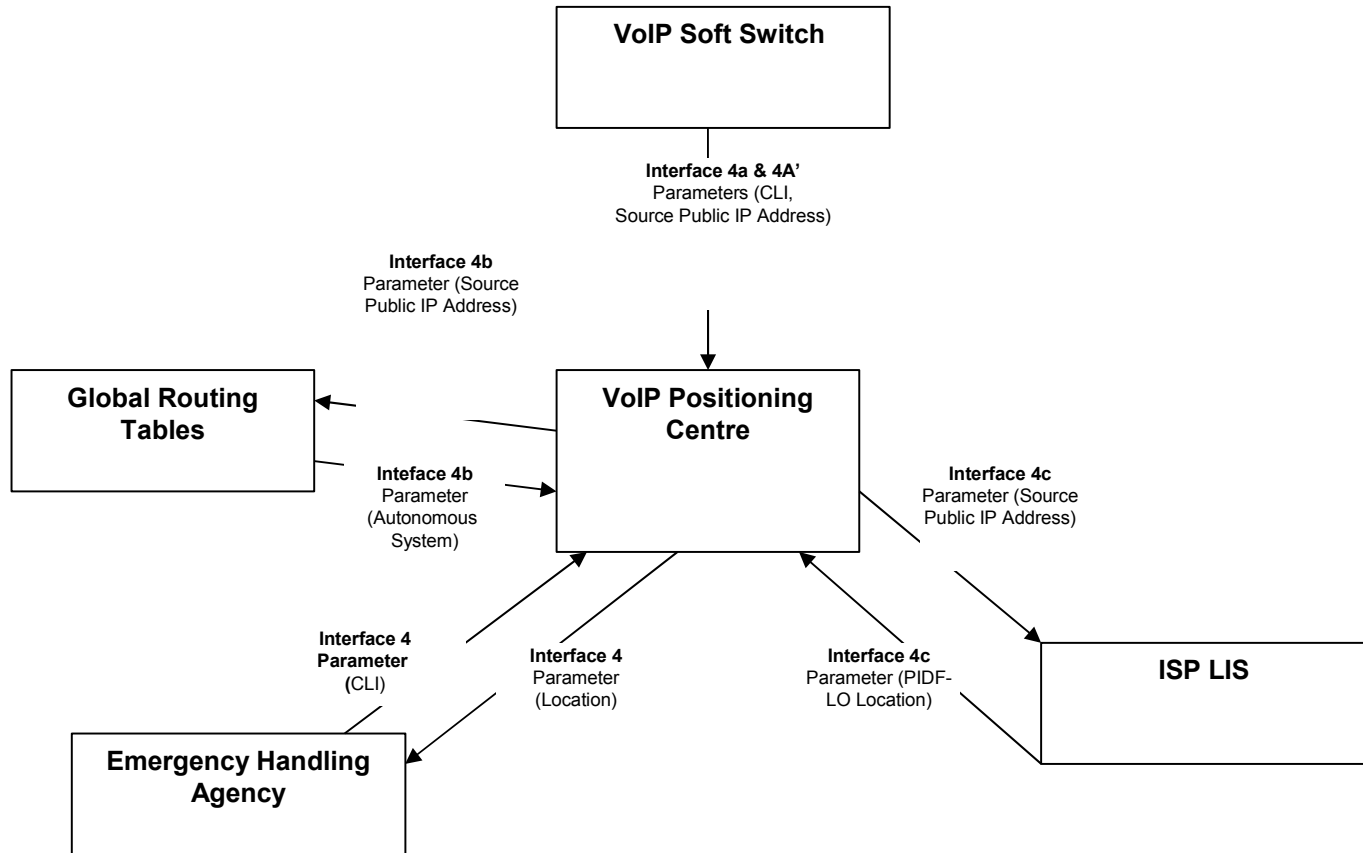 VoIP Soft Switch
Interface 4a & 4A’
Parameters (CLI,
Source Public IP Address)
Interface 4b
Parameter (Source
Public IP Address)
Global Routing
Tables
VoIP Positioning
Centre
Inteface 4b
Parameter
(Autonomous
System)
Interface 4c
Parameter (Source
Public IP Address)
Interface 4
Parameter
(CLI)
Interface 4
Parameter
(Location)
Interface 4c
Parameter (PIDF-
LO Location)
ISP LIS
Emergency Handling
Agency